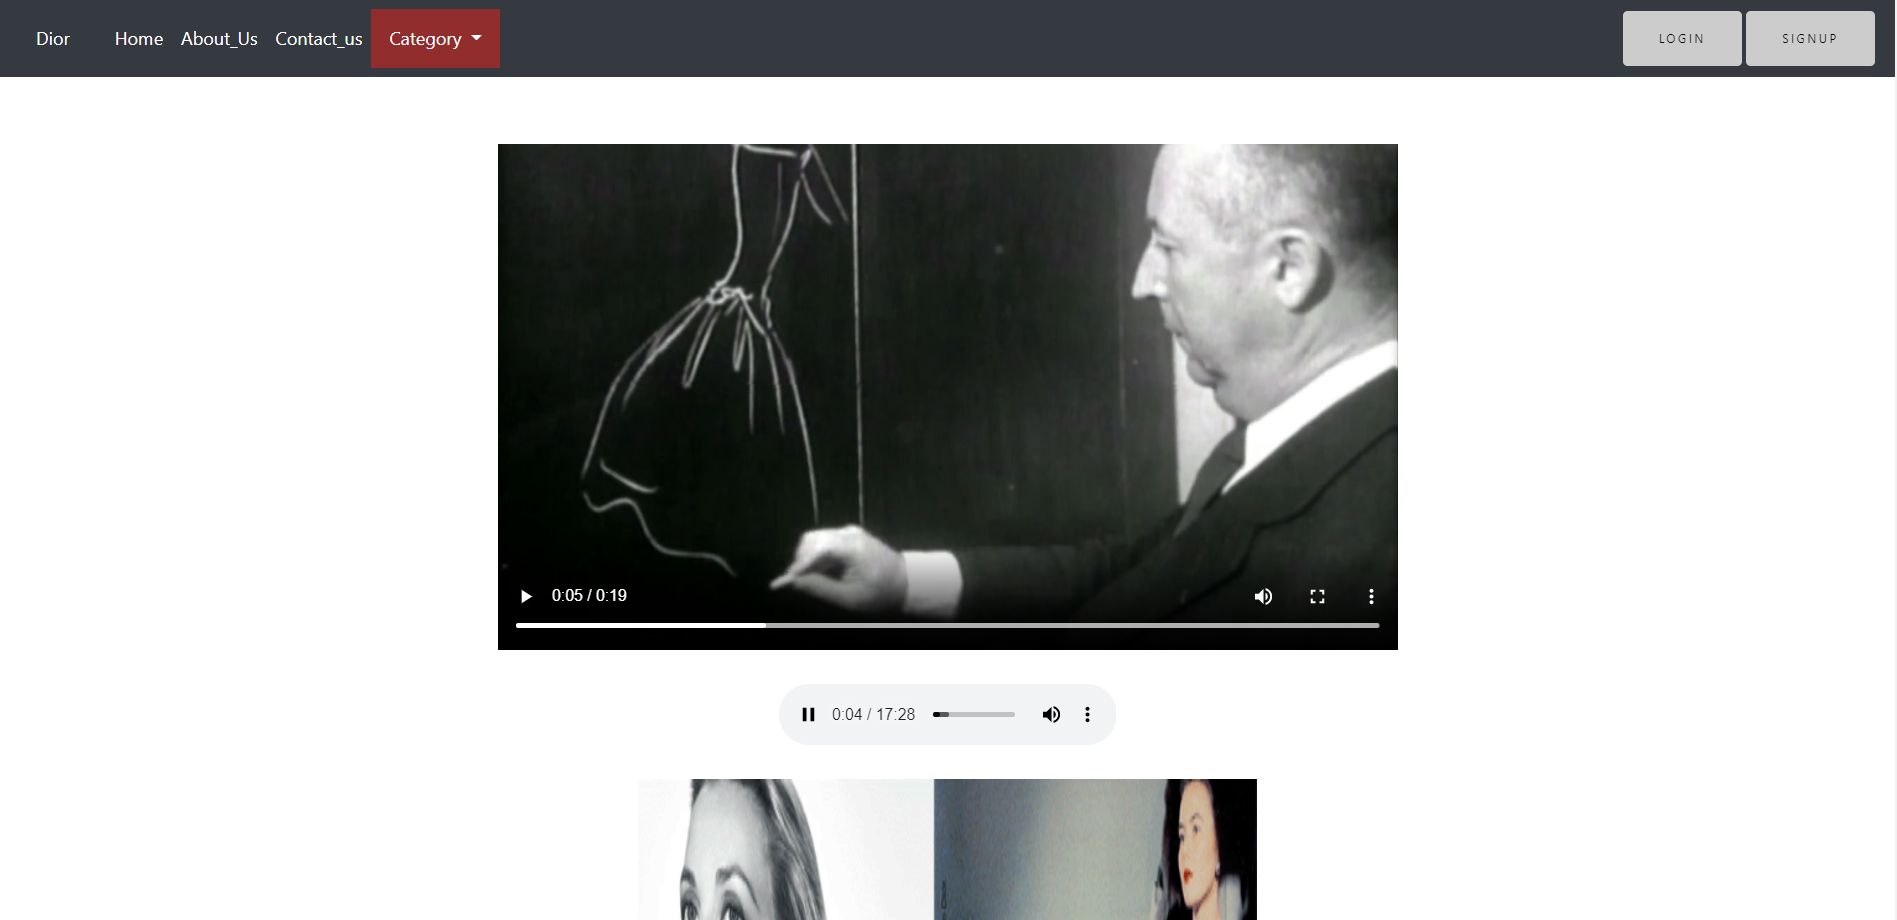 Dior Home About_Us Contact_us Category LOGIN SIGNUP
0:05 / 0:19
0:04 / 17:28